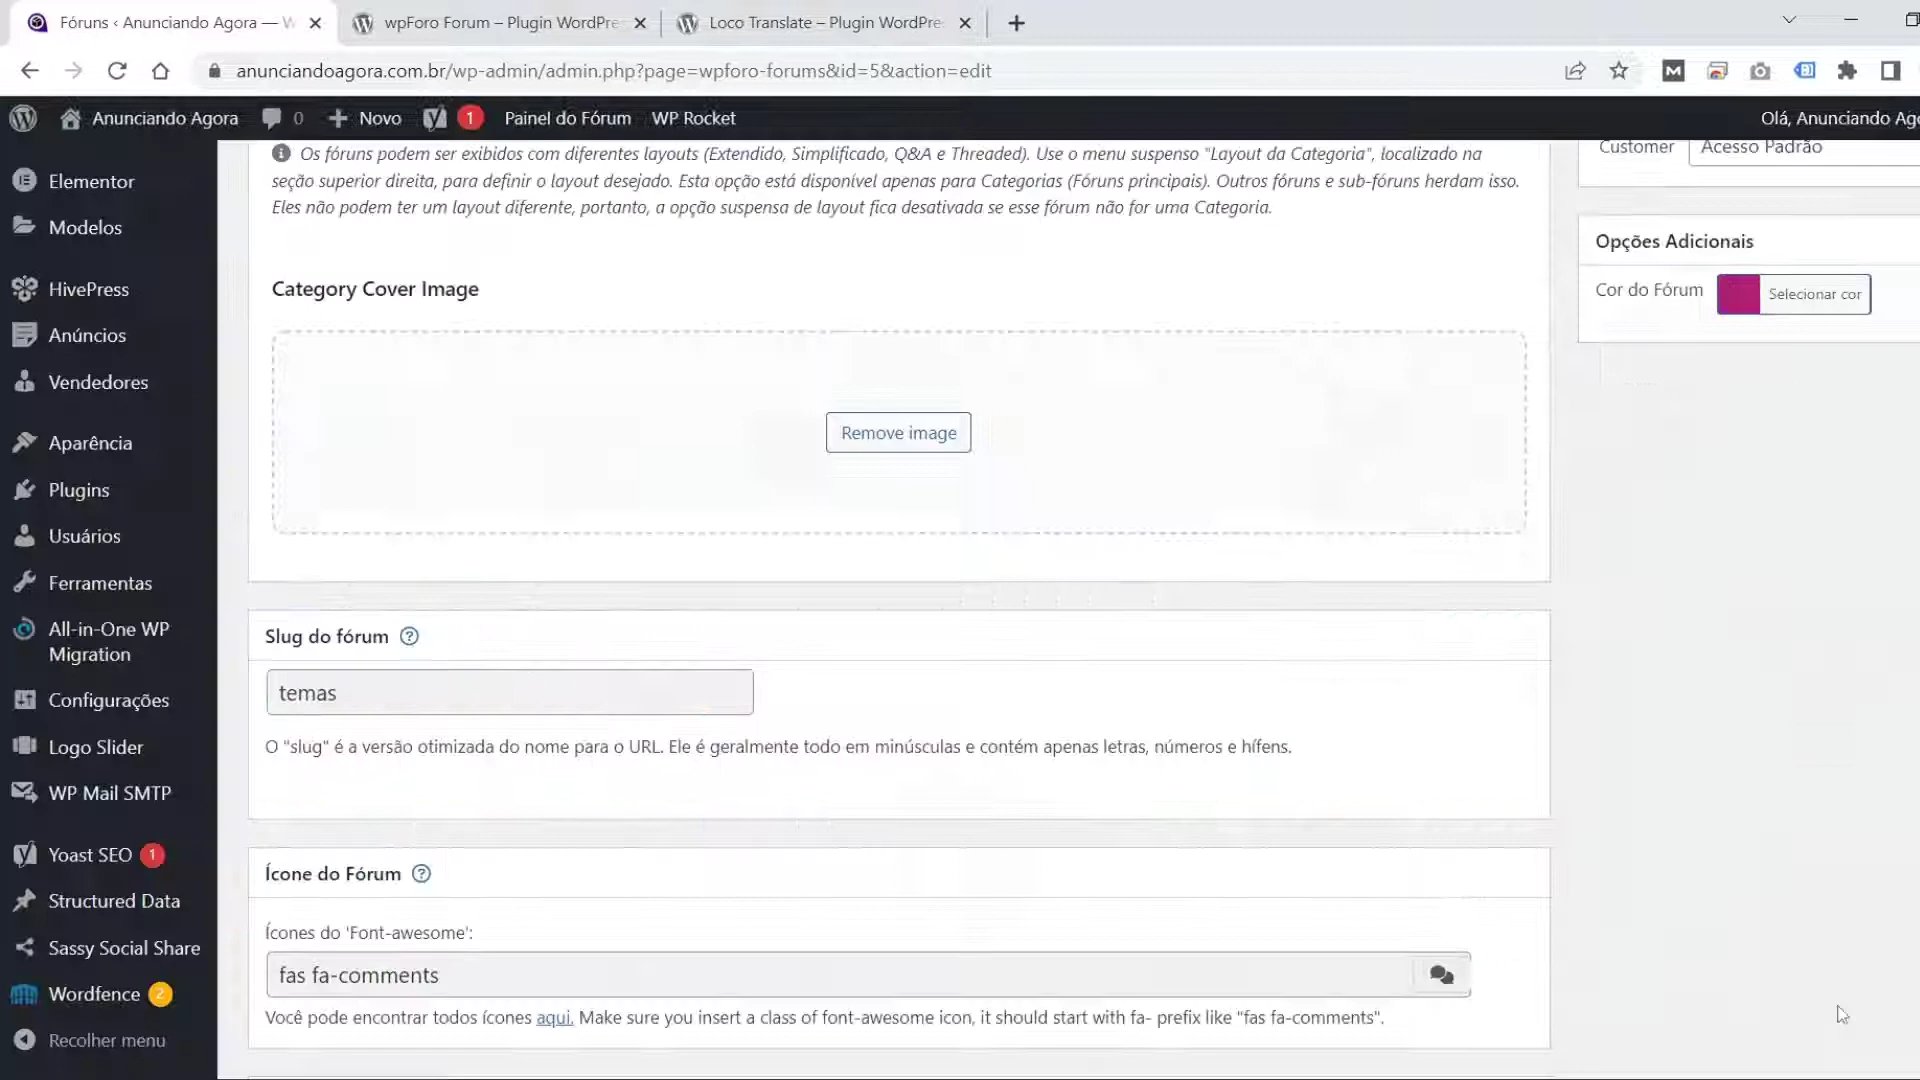 Fóruns ‹ Anunciando Agora — W
wpForo Forum – Plugin WordPre
Loco Translate – Plugin WordPre
anunciandoagora.com.br/wp-admin/admin.php?page=wpforo-forums&id=5&action=edit
Anunciando Agora
0
Novo
1
Painel do Fórum
WP Rocket
Olá, Anunciando Ago
Elementor
Modelos
HivePress
Anúncios
Vendedores
Aparência
Plugins
Usuários
Ferramentas
All-in-One WP
Migration
Configurações
Logo Slider
WP Mail SMTP
Yoast SEO 1
Structured Data
Sassy Social Share
Wordfence 2
Recolher menu
Os fóruns podem ser exibidos com diferentes layouts (Extendido, Simplificado, Q&A e Threaded). Use o menu suspenso "Layout da Categoria", localizado na
seção superior direita, para definir o layout desejado. Esta opção está disponível apenas para Categorias (Fóruns principais). Outros fóruns e sub-fóruns herdam isso.
Eles não podem ter um layout diferente, portanto, a opção suspensa de layout fica desativada se esse fórum não for uma Categoria.
Category Cover Image
Remove image
Slug do fórum
temas
O "slug" é a versão otimizada do nome para o URL. Ele é geralmente todo em minúsculas e contém apenas letras, números e hífens.
Ícone do Fórum
Ícones do 'Font-awesome':
fas fa-comments
Você pode encontrar todos ícones aqui. Make sure you insert a class of font-awesome icon, it should start with fa- prefix like "fas fa-comments".
Customer
Acesso Padrão
Opções Adicionais
Cor do Fórum
Selecionar cor